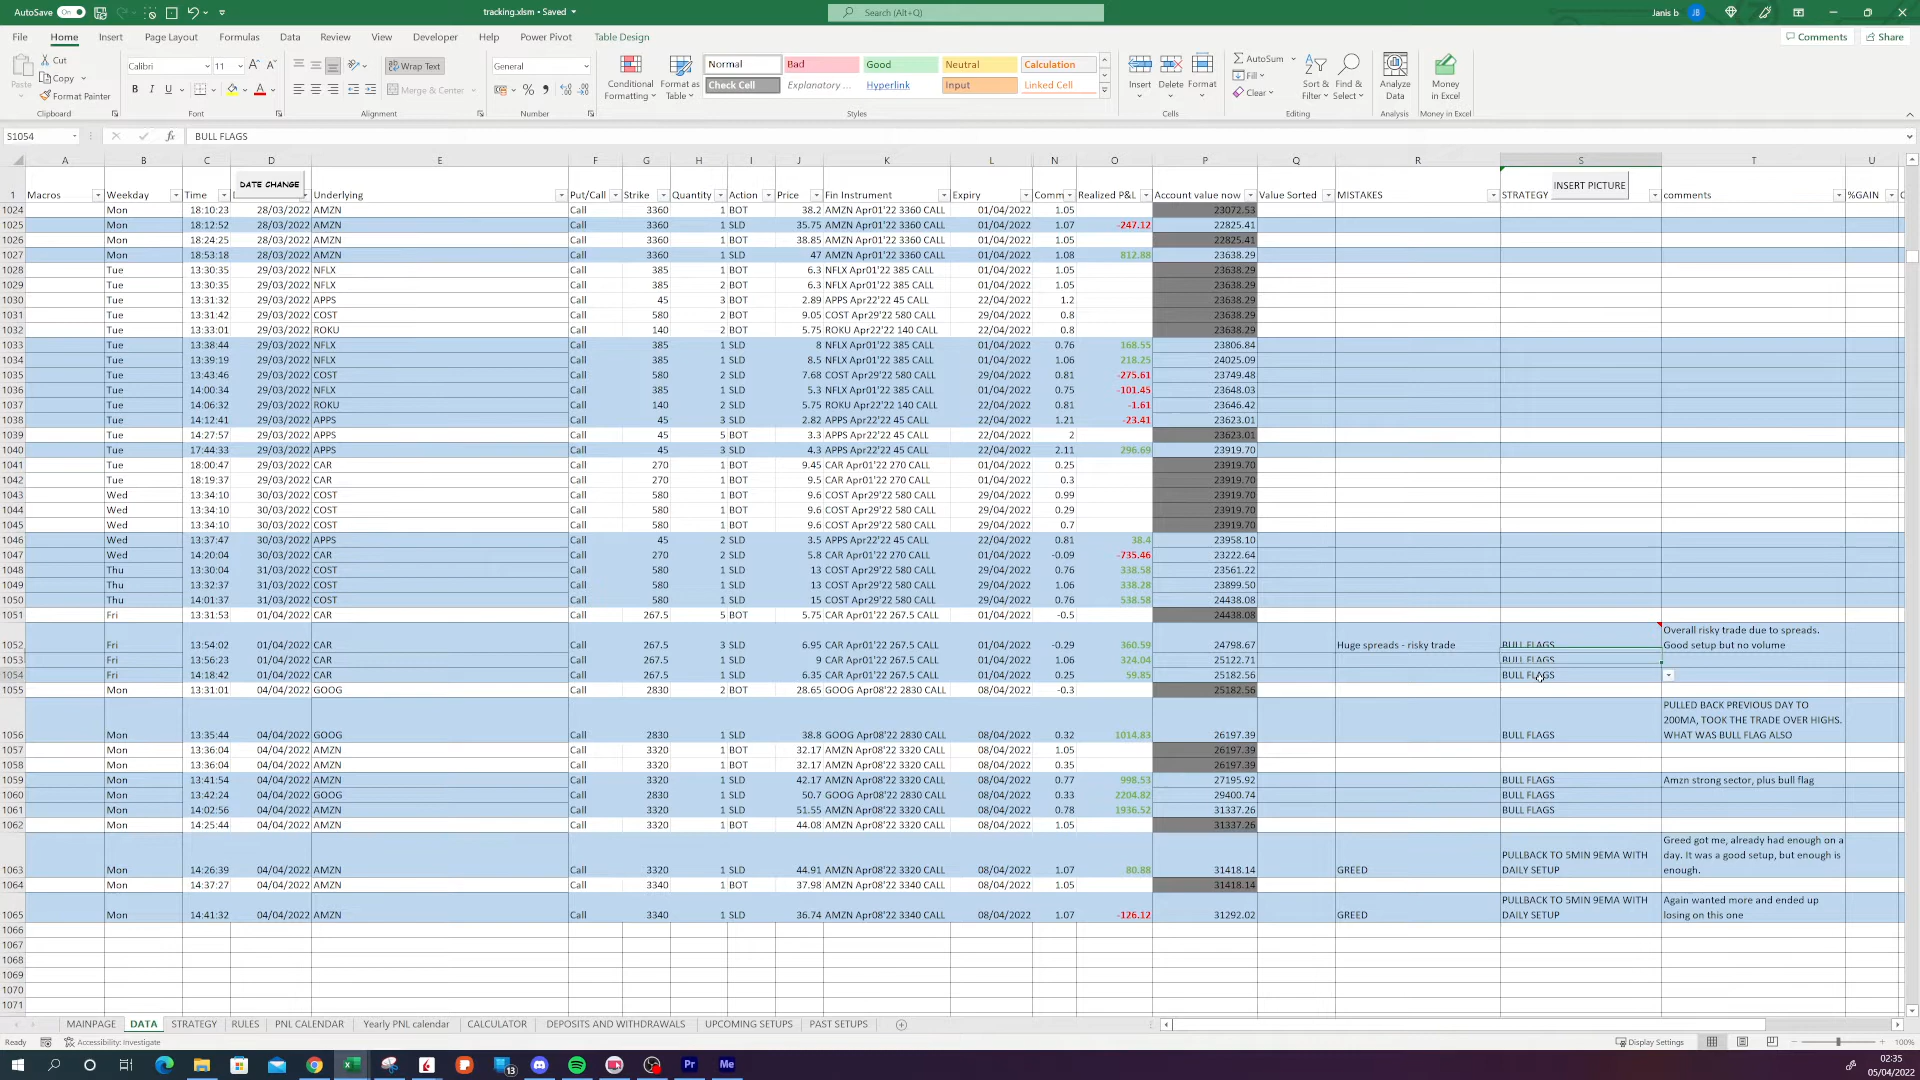 AutoSave On tracking.xlsm • Saved Search (Alt+Q) Janis b JB
File Home Insert Page Layout Formulas Data Review View Developer Help Power Pivot Table Design Comments Share
Paste Cut Copy Format Painter Calibri 11 Wrap Text Merge & Center General Conditional Formatting Format as Table Normal Bad Good Neutral Calculation Check Cell Explanatory ... Hyperlink Input Linked Cell Insert Delete Format AutoSum Fill Clear Sort & Filter Find & Select Analyze Data Money in Excel
Clipboard Font Alignment Number Styles Cells Editing Analysis Money in Excel
S1054 BULL FLAGS
A B C D E F G H I J K L N O P Q R S T U
DATE CHANGE INSERT PICTURE
1 Macros Weekday Time Underlying Put/Call Strike Quantity Action Price Fin Instrument Expiry Comm Realized P&L Account value now Value Sorted MISTAKES STRATEGY comments %GAIN
1024 Mon 18:10:23 28/03/2022 AMZN Call 3360 1 BOT 38.2 AMZN Apr01'22 3360 CALL 01/04/2022 1.05 23072.53
1025 Mon 18:12:52 28/03/2022 AMZN Call 3360 1 SLD 35.75 AMZN Apr01'22 3360 CALL 01/04/2022 1.07 -247.12 22825.41
1026 Mon 18:24:25 28/03/2022 AMZN Call 3360 1 BOT 38.85 AMZN Apr01'22 3360 CALL 01/04/2022 1.05 22825.41
1027 Mon 18:53:18 28/03/2022 AMZN Call 3360 1 SLD 47 AMZN Apr01'22 3360 CALL 01/04/2022 1.08 812.88 23638.29
1028 Tue 13:30:35 29/03/2022 NFLX Call 385 1 BOT 6.3 NFLX Apr01'22 385 CALL 01/04/2022 1.05 23638.29
1029 Tue 13:30:35 29/03/2022 NFLX Call 385 2 BOT 6.3 NFLX Apr01'22 385 CALL 01/04/2022 1.05 23638.29
1030 Tue 13:31:32 29/03/2022 APPS Call 45 3 BOT 2.89 APPS Apr22'22 45 CALL 22/04/2022 1.2 23638.29
1031 Tue 13:31:42 29/03/2022 COST Call 580 2 BOT 9.05 COST Apr29'22 580 CALL 29/04/2022 0.8 23638.29
1032 Tue 13:33:01 29/03/2022 ROKU Call 140 2 BOT 5.75 ROKU Apr22'22 140 CALL 22/04/2022 0.8 23638.29
1033 Tue 13:38:44 29/03/2022 NFLX Call 385 1 SLD 8 NFLX Apr01'22 385 CALL 01/04/2022 0.76 168.55 23806.84
1034 Tue 13:39:19 29/03/2022 NFLX Call 385 1 SLD 8.5 NFLX Apr01'22 385 CALL 01/04/2022 1.06 218.25 24025.09
1035 Tue 13:43:46 29/03/2022 COST Call 580 2 SLD 7.68 COST Apr29'22 580 CALL 29/04/2022 0.81 -275.61 23749.48
1036 Tue 14:00:34 29/03/2022 NFLX Call 385 1 SLD 5.3 NFLX Apr01'22 385 CALL 01/04/2022 0.75 -101.45 23648.03
1037 Tue 14:06:32 29/03/2022 ROKU Call 140 2 SLD 5.75 ROKU Apr22'22 140 CALL 22/04/2022 0.81 -1.61 23646.42
1038 Tue 14:12:41 29/03/2022 APPS Call 45 3 SLD 2.82 APPS Apr22'22 45 CALL 22/04/2022 1.21 -23.41 23623.01
1039 Tue 14:27:57 29/03/2022 APPS Call 45 5 BOT 3.3 APPS Apr22'22 45 CALL 22/04/2022 2 23623.01
1040 Tue 17:44:33 29/03/2022 APPS Call 45 3 SLD 4.3 APPS Apr22'22 45 CALL 22/04/2022 2.11 296.69 23919.70
1041 Tue 18:00:47 29/03/2022 CAR Call 270 1 BOT 9.45 CAR Apr01'22 270 CALL 01/04/2022 0.25 23919.70
1042 Tue 18:19:37 29/03/2022 CAR Call 270 1 BOT 9.5 CAR Apr01'22 270 CALL 01/04/2022 0.3 23919.70
1043 Wed 13:34:10 30/03/2022 COST Call 580 1 BOT 9.6 COST Apr29'22 580 CALL 29/04/2022 0.99 23919.70
1044 Wed 13:34:10 30/03/2022 COST Call 580 1 BOT 9.6 COST Apr29'22 580 CALL 29/04/2022 0.29 23919.70
1045 Wed 13:34:10 30/03/2022 COST Call 580 1 BOT 9.6 COST Apr29'22 580 CALL 29/04/2022 0.7 23919.70
1046 Wed 13:37:47 30/03/2022 APPS Call 45 2 SLD 3.5 APPS Apr22'22 45 CALL 22/04/2022 0.81 38.4 23958.10
1047 Wed 14:20:04 30/03/2022 CAR Call 270 2 SLD 5.8 CAR Apr01'22 270 CALL 01/04/2022 -0.09 -735.46 23222.64
1048 Thu 13:30:04 31/03/2022 COST Call 580 1 SLD 13 COST Apr29'22 580 CALL 29/04/2022 0.76 338.58 23561.22
1049 Thu 13:32:37 31/03/2022 COST Call 580 1 SLD 13 COST Apr29'22 580 CALL 29/04/2022 1.06 338.28 23899.50
1050 Thu 14:01:37 31/03/2022 COST Call 580 1 SLD 15 COST Apr29'22 580 CALL 29/04/2022 0.76 538.58 24438.08
1051 Fri 13:31:53 01/04/2022 CAR Call 267.5 5 BOT 5.75 CAR Apr01'22 267.5 CALL 01/04/2022 -0.5 24438.08
Overall risky trade due to spreads.
1052 Fri 13:54:02 01/04/2022 CAR Call 267.5 3 SLD 6.95 CAR Apr01'22 267.5 CALL 01/04/2022 -0.29 360.59 24798.67 Huge spreads - risky trade BULL FLAGS Good setup but no volume
1053 Fri 13:56:23 01/04/2022 CAR Call 267.5 1 SLD 9 CAR Apr01'22 267.5 CALL 01/04/2022 1.06 324.04 25122.71 BULL FLAGS
1054 Fri 14:18:42 01/04/2022 CAR Call 267.5 1 SLD 6.35 CAR Apr01'22 267.5 CALL 01/04/2022 0.25 59.85 25182.56 BULL FLAGS
1055 Mon 13:31:01 04/04/2022 GOOG Call 2830 2 BOT 28.65 GOOG Apr08'22 2830 CALL 08/04/2022 -0.3 25182.56
PULLED BACK PREVIOUS DAY TO
200MA, TOOK THE TRADE OVER HIGHS.
1056 Mon 13:35:44 04/04/2022 GOOG Call 2830 1 SLD 38.8 GOOG Apr08'22 2830 CALL 08/04/2022 0.32 1014.83 26197.39 BULL FLAGS WHAT WAS BULL FLAG ALSO
1057 Mon 13:36:04 04/04/2022 AMZN Call 3320 1 BOT 32.17 AMZN Apr08'22 3320 CALL 08/04/2022 1.05 26197.39
1058 Mon 13:36:04 04/04/2022 AMZN Call 3320 1 BOT 32.17 AMZN Apr08'22 3320 CALL 08/04/2022 0.35 26197.39
1059 Mon 13:41:54 04/04/2022 AMZN Call 3320 1 SLD 42.17 AMZN Apr08'22 3320 CALL 08/04/2022 0.77 998.53 27195.92 BULL FLAGS Amzn strong sector, plus bull flag
1060 Mon 13:42:24 04/04/2022 GOOG Call 2830 1 SLD 50.7 GOOG Apr08'22 2830 CALL 08/04/2022 0.33 2204.82 29400.74 BULL FLAGS
1061 Mon 14:02:56 04/04/2022 AMZN Call 3320 1 SLD 51.55 AMZN Apr08'22 3320 CALL 08/04/2022 0.78 1936.52 31337.26 BULL FLAGS
1062 Mon 14:25:44 04/04/2022 AMZN Call 3320 1 BOT 44.08 AMZN Apr08'22 3320 CALL 08/04/2022 1.05 31337.26
Greed got me, already had enough on a
PULLBACK TO 5MIN 9EMA WITH day. It was a good setup, but enough is
1063 Mon 14:26:39 04/04/2022 AMZN Call 3320 1 SLD 44.91 AMZN Apr08'22 3320 CALL 08/04/2022 1.07 80.88 31418.14 GREED DAILY SETUP enough.
1064 Mon 14:37:27 04/04/2022 AMZN Call 3340 1 BOT 37.98 AMZN Apr08'22 3340 CALL 08/04/2022 1.05 31418.14
PULLBACK TO 5MIN 9EMA WITH Again wanted more and ended up
1065 Mon 14:41:32 04/04/2022 AMZN Call 3340 1 SLD 36.74 AMZN Apr08'22 3340 CALL 08/04/2022 1.07 -126.12 31292.02 GREED DAILY SETUP losing on this one
1066
1067
1068
1069
1070
1071
MAINPAGE DATA STRATEGY RULES PNL CALENDAR Yearly PNL calendar CALCULATOR DEPOSITS AND WITHDRAWALS UPCOMING SETUPS PAST SETUPS
Ready Accessibility: Investigate Display Settings 100%
13 Pr Me 02:35
05/04/2022